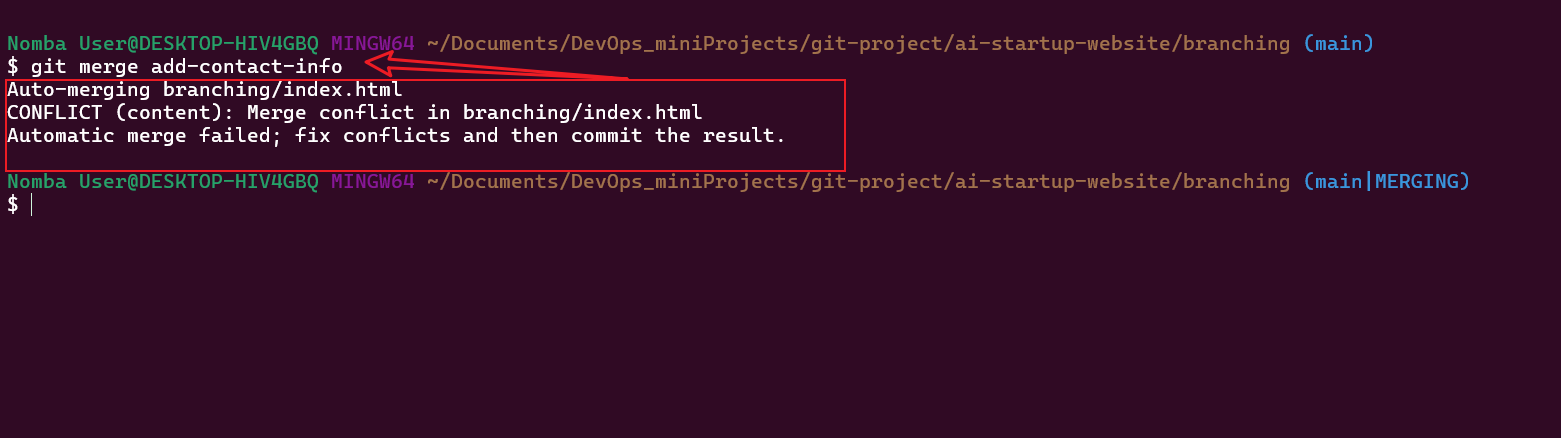 Nomba User@DESKTOP-HIV4GBQ MINGW64 ~/Documents/DevOps_miniProjects/git-project/ai-startup-website/branching (main)
$ git merge add-contact-info
Auto-merging branching/index.html
CONFLICT (content): Merge conflict in branching/index.html
Automatic merge failed; fix conflicts and then commit the result.
Nomba User@DESKTOP-HIV4GBQ MINGW64 ~/Documents/DevOps_miniProjects/git-project/ai-startup-website/branching (main|MERGING)
$